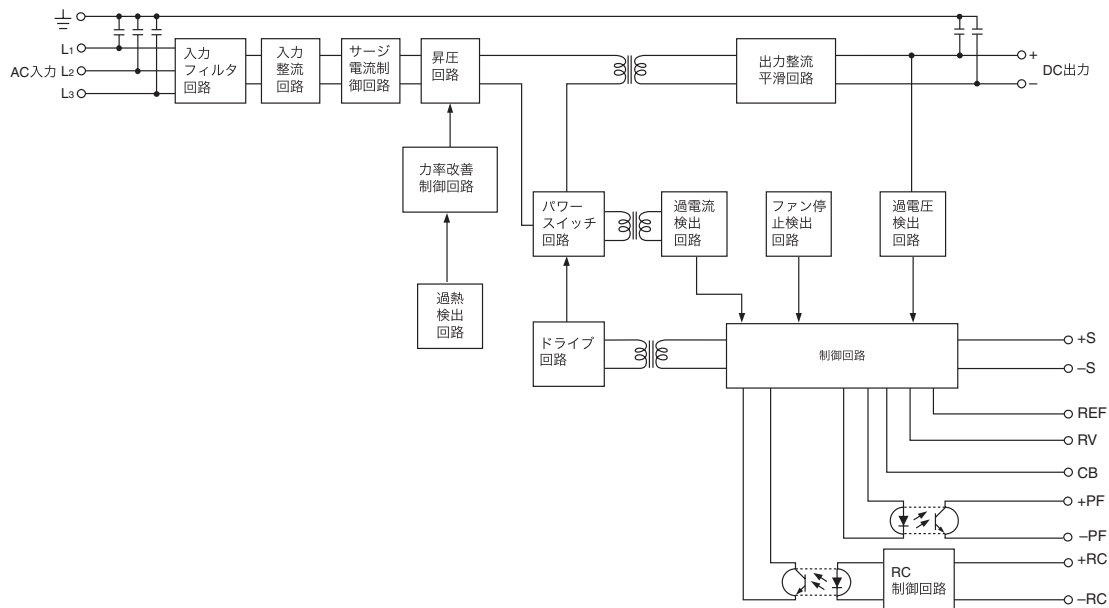 L1
AC入力 L2
L3
入力
フィルタ
回路
入力
整流
回路
サージ
電流制
御回路
昇圧
回路
出力整流
平滑回路
+
DC出力
−
力率改善
制御回路
パワー
スイッチ
回路
過電流
検出
回路
ファン停
止検出
回路
過電圧
検出
回路
過熱
検出
回路
ドライブ
回路
制御回路
+S
−S
REF
RV
CB
+PF
−PF
RC
制御回路
+RC
−RC